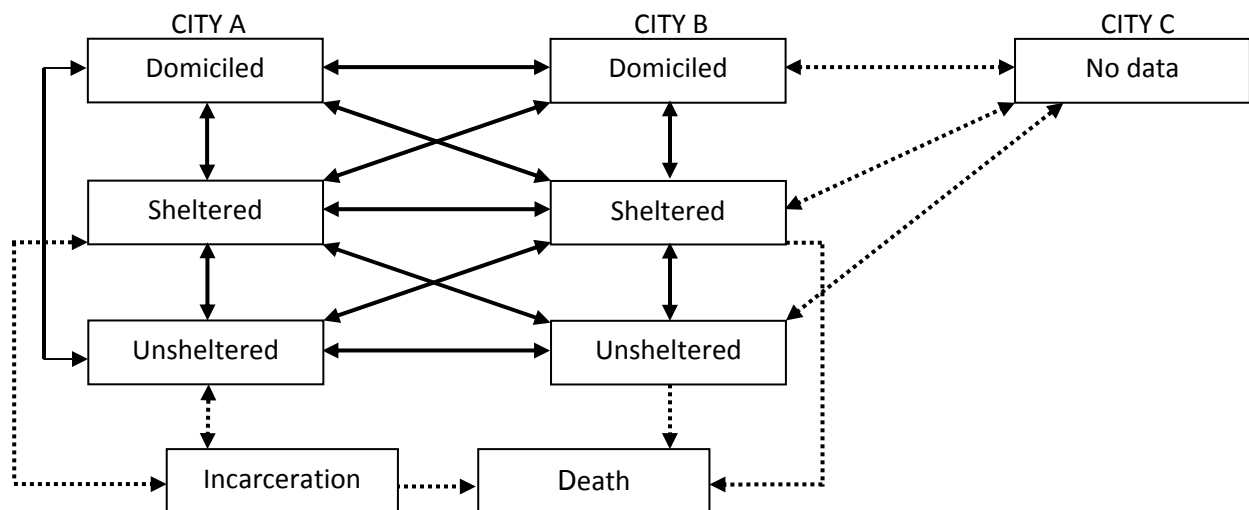 CITY A
CITY B
CITY C
Domiciled
Domiciled
No data
Sheltered
Sheltered
Unsheltered
Unsheltered
Incarceration
Death